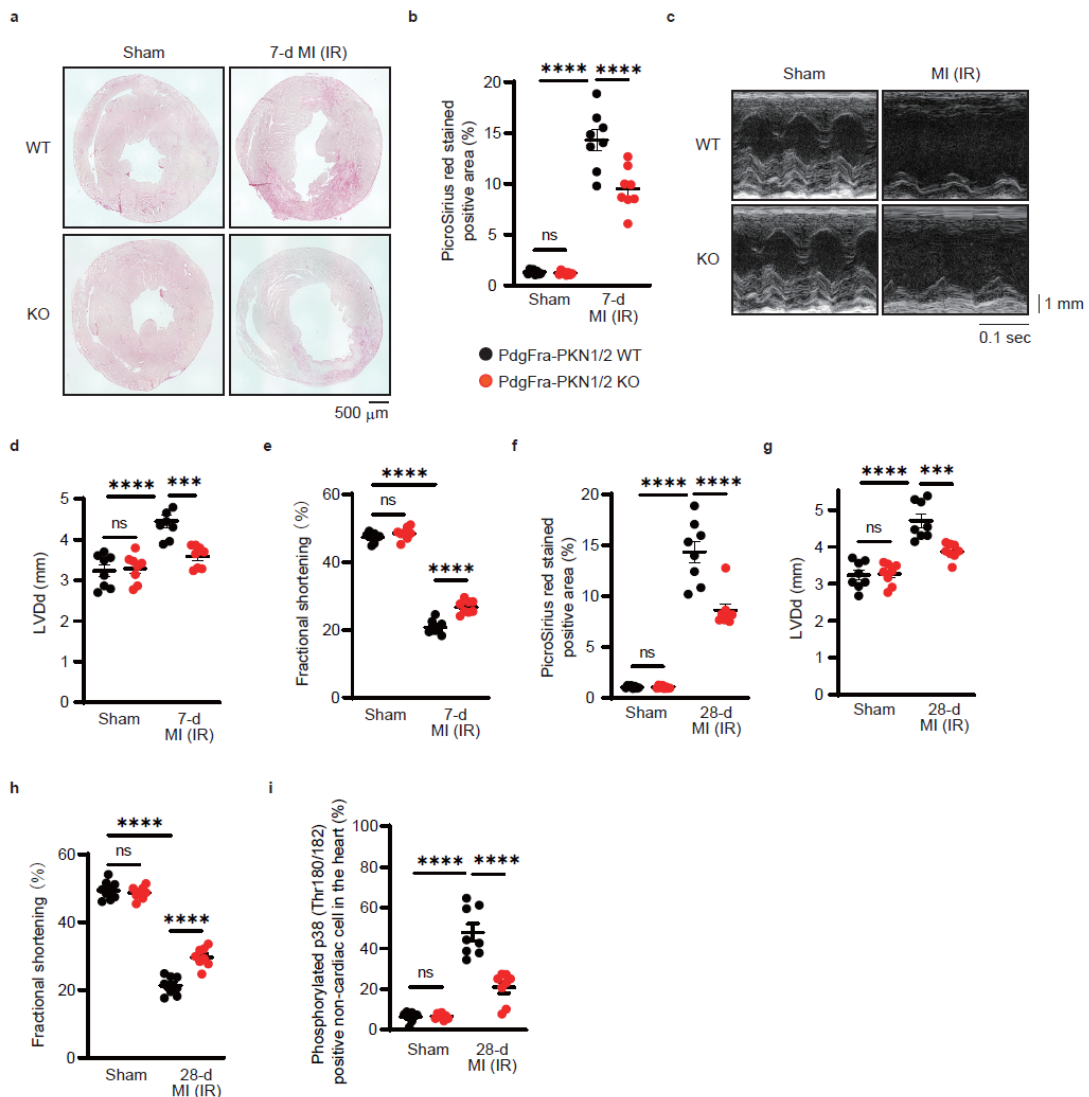 a
Sham
7-d MI (IR)
WT
KO
500 μm
b
PicroSirius red stained
positive area (%)
20
15
10
5
0
**** ****
ns
Sham
7-d
MI (IR)
PdgFra-PKN1/2 WT
PdgFra-PKN1/2 KO
c
Sham
MI (IR)
WT
KO
1 mm
0.1 sec
d
LVDd (mm)
5
4
3
2
1
0
**** ***
ns
Sham
7-d
MI (IR)
e
Fractional shortening (%)
60
40
20
0
****
ns
****
Sham
7-d
MI (IR)
f
PicroSirius red stained
positive area (%)
20
15
10
5
0
**** ****
ns
Sham
28-d
MI (IR)
g
LVDd (mm)
5
4
3
2
1
0
**** ***
ns
Sham
28-d
MI (IR)
h
Fractional shortening (%)
60
40
20
0
****
ns
****
Sham
28-d
MI (IR)
i
Phosphorylated p38 (Thr180/182)
positive non-cardiac cell in the heart (%)
100
80
60
40
20
0
**** ****
ns
Sham
28-d
MI (IR)